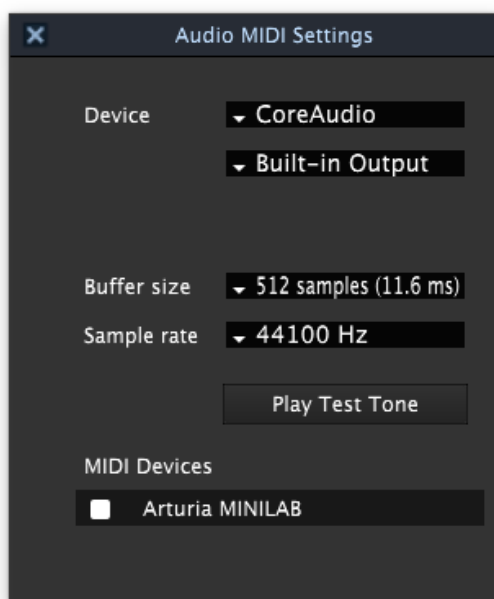 Audio MIDI Settings
Device CoreAudio
Built-in Output
Buffer size 512 samples (11.6 ms)
Sample rate 44100 Hz
Play Test Tone
MIDI Devices
Arturia MINILAB